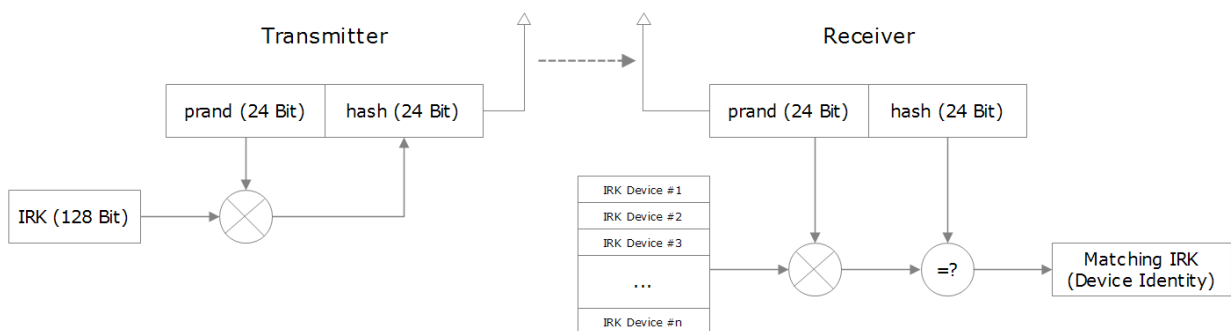 Transmitter
Receiver
prand (24 Bit)
hash (24 Bit)
prand (24 Bit)
hash (24 Bit)
IRK (128 Bit)
IRK Device #1
IRK Device #2
IRK Device #3
...
IRK Device #n
=?
Matching IRK
(Device Identity)